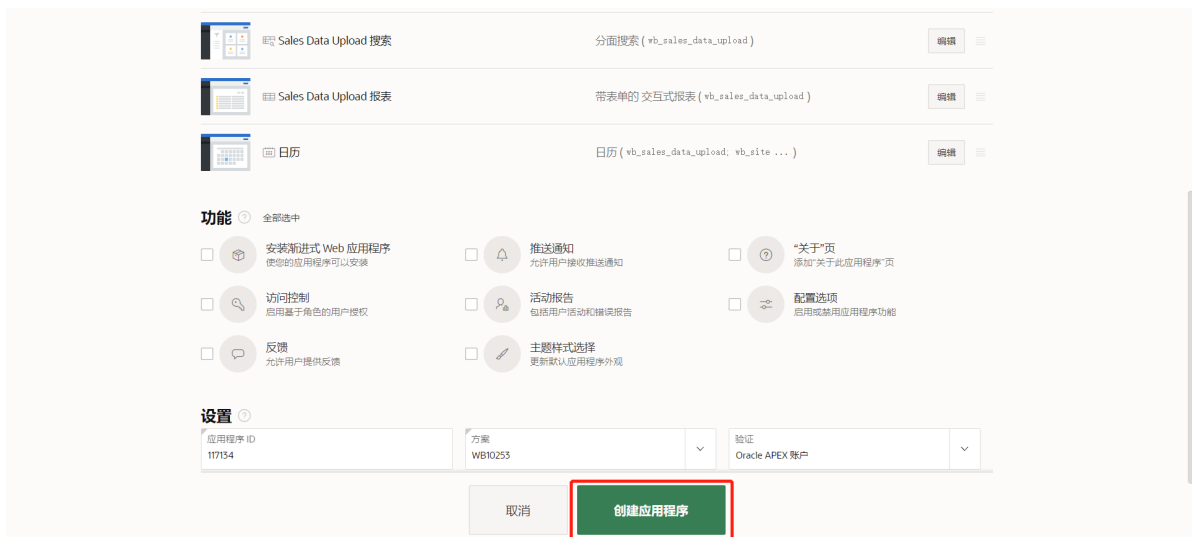 Sales Data Upload 搜索
分面搜索 ( wb_sales_data_upload )
编辑
Sales Data Upload 报表
带表单的 交互式报表 ( wb_sales_data_upload )
编辑
日历
日历 ( wb_sales_data_upload; wb_site ... )
编辑
功能
全部选中
安装渐进式 Web 应用程序
使您的应用程序可以安装
推送通知
允许用户接收推送通知
“关于”页
添加“关于此应用程序”页
访问控制
启用基于角色的用户授权
活动报告
包括用户活动和错误报告
配置选项
启用或禁用应用程序功能
反馈
允许用户提供反馈
主题样式选择
更新默认应用程序外观
设置
应用程序 ID
117134
方案
WB10253
验证
Oracle APEX 账户
取消
创建应用程序